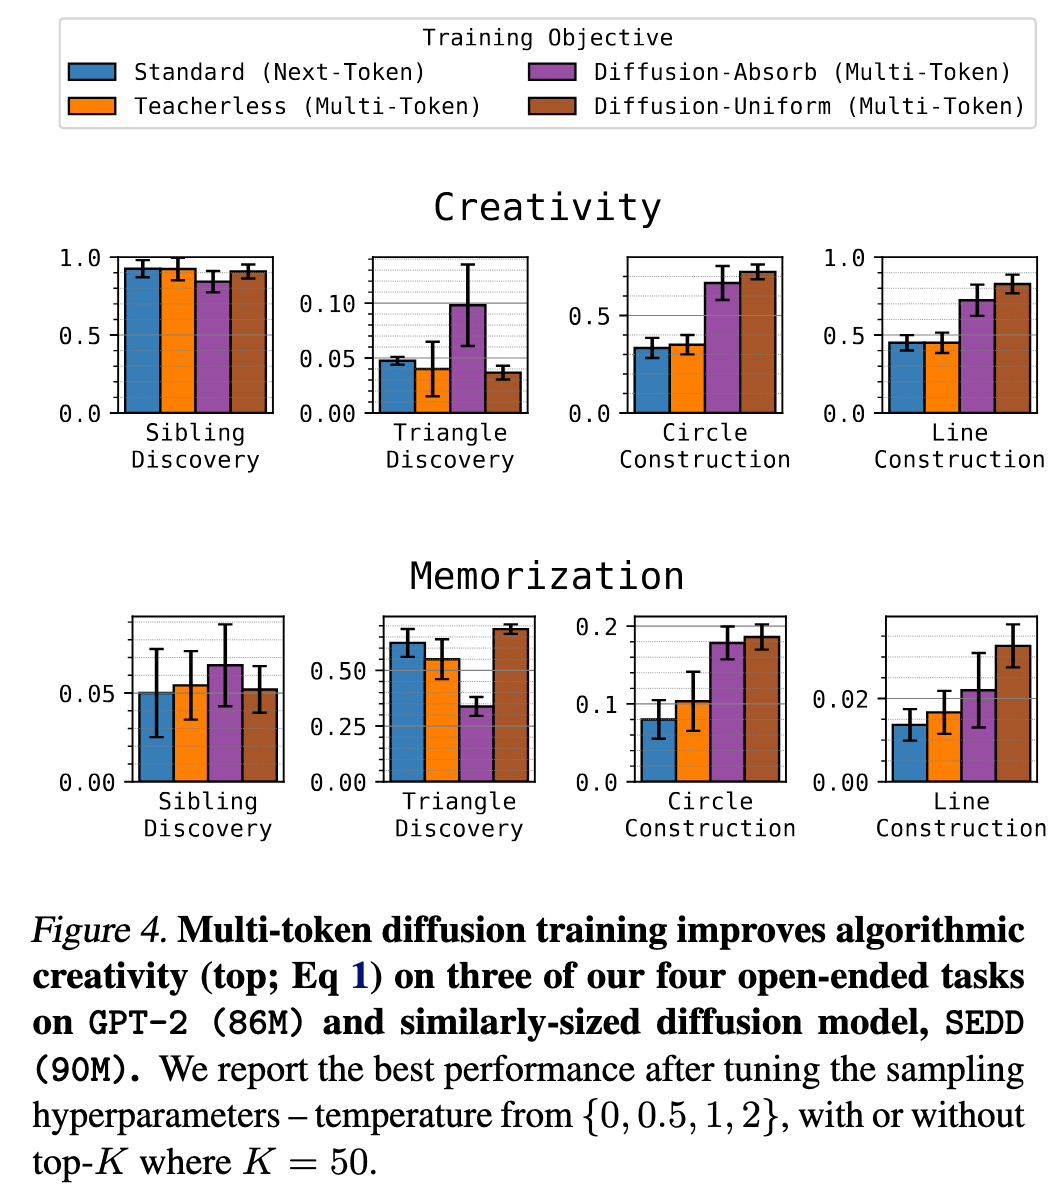 Training Objective
Standard (Next-Token)
Diffusion-Absorb (Multi-Token)
Teacherless (Multi-Token)
Diffusion-Uniform (Multi-Token)
Creativity
1.0
0.5
0.0
Sibling
Discovery
0.10
0.05
0.00
Triangle
Discovery
0.5
0.0
Circle
Construction
1.0
0.5
0.0
Line
Construction
Memorization
0.05
0.00
Sibling
Discovery
0.50
0.25
0.00
Triangle
Discovery
0.2
0.1
0.0
Circle
Construction
0.02
0.00
Line
Construction
Figure 4. Multi-token diffusion training improves algorithmic
creativity (top; Eq 1) on three of our four open-ended tasks
on GPT-2 (86M) and similarly-sized diffusion model, SEDD
(90M). We report the best performance after tuning the sampling
hyperparameters – temperature from {0, 0.5, 1, 2}, with or without
top-K where K = 50.